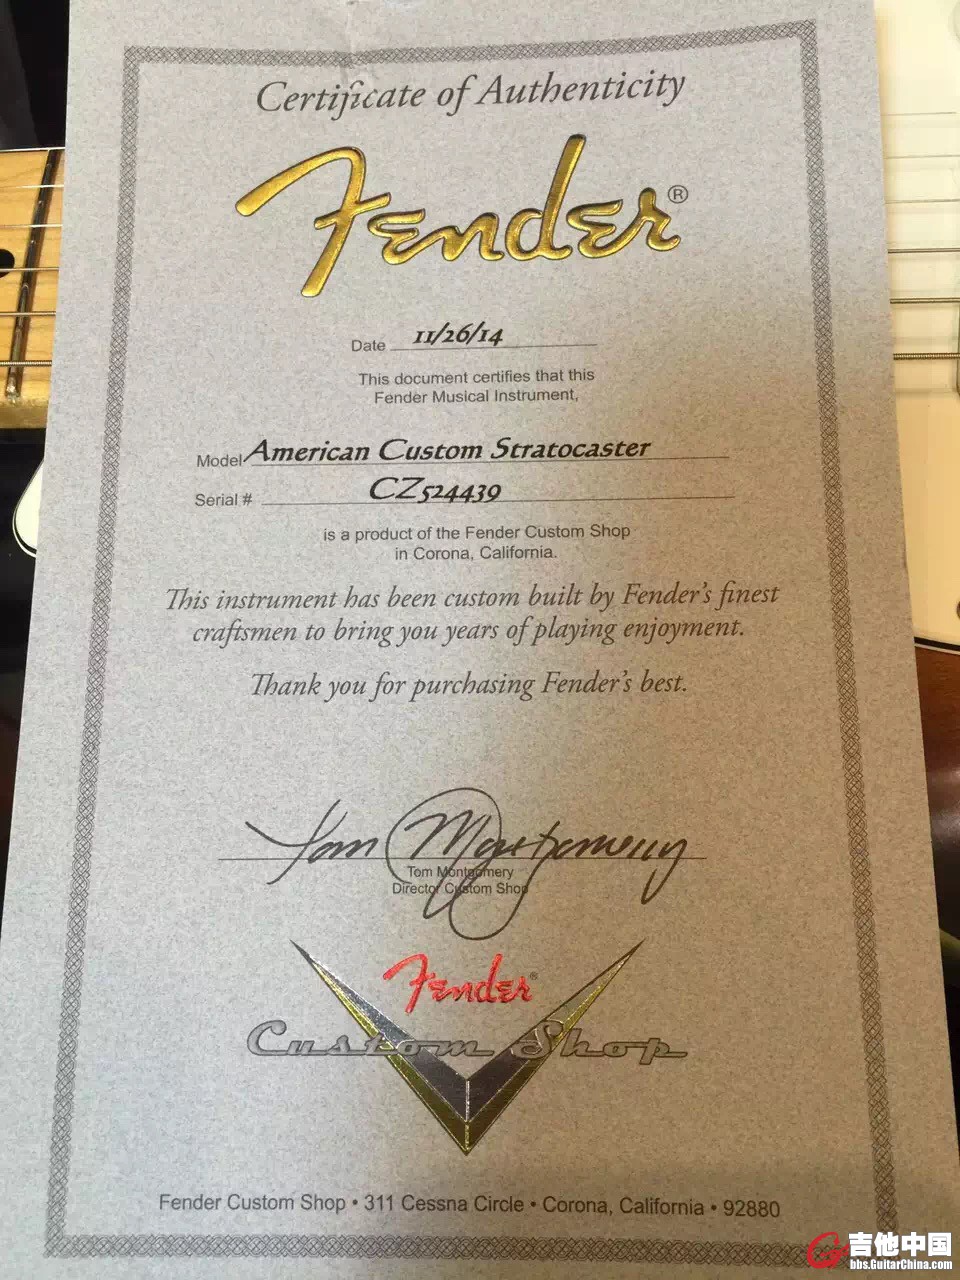 Certificate of Authenticity
Fender®
Date 11/26/14
This document certifies that this
Fender Musical Instrument,
Model American Custom Stratocaster
Serial # CZ524439
is a product of the Fender Custom Shop
in Corona, California.
This instrument has been custom built by Fender's finest
craftsmen to bring you years of playing enjoyment.
Thank you for purchasing Fender's best.
Tom Montgomery
Tom Montgomery
Director Custom Shop
Fender®
Custom Shop
Fender Custom Shop • 311 Cessna Circle • Corona, California • 92880
吉他中国
bbs.GuitarChina.com